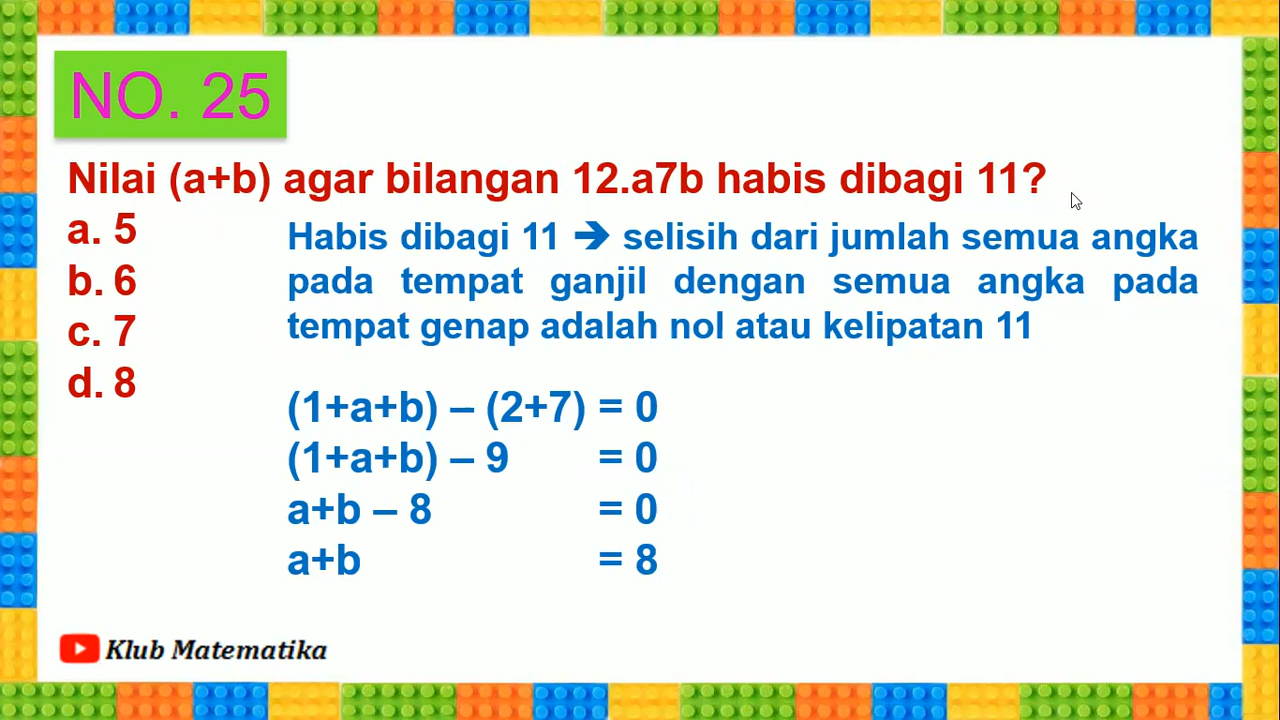 NO. 25
Nilai (a+b) agar bilangan 12.a7b habis dibagi 11?
a. 5
b. 6
c. 7
d. 8
Habis dibagi 11 ➔ selisih dari jumlah semua angka
pada tempat ganjil dengan semua angka pada
tempat genap adalah nol atau kelipatan 11
(1+a+b) – (2+7) = 0
(1+a+b) – 9 = 0
a+b – 8 = 0
a+b = 8
Klub Matematika